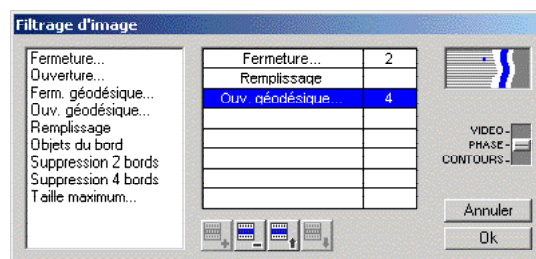 Filtrage d'image
Fermeture...
Ouverture...
Ferm. géodésique...
Ouv. géodésique...
Remplissage
Objets du bord
Suppression 2 bords
Suppression 4 bords
Taille maximum...
Fermeture... 2
Remplissage
Ouv. géodésique... 4
VIDEO
PHASE
CONTOURS
Annuler
Ok